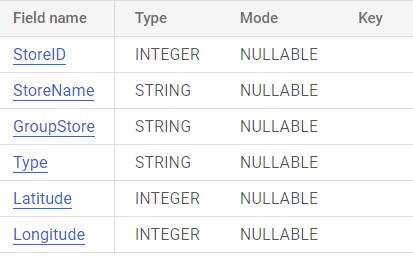 Field name Type Mode Key
StoreID INTEGER NULLABLE
StoreName STRING NULLABLE
GroupStore STRING NULLABLE
Type STRING NULLABLE
Latitude INTEGER NULLABLE
Longitude INTEGER NULLABLE